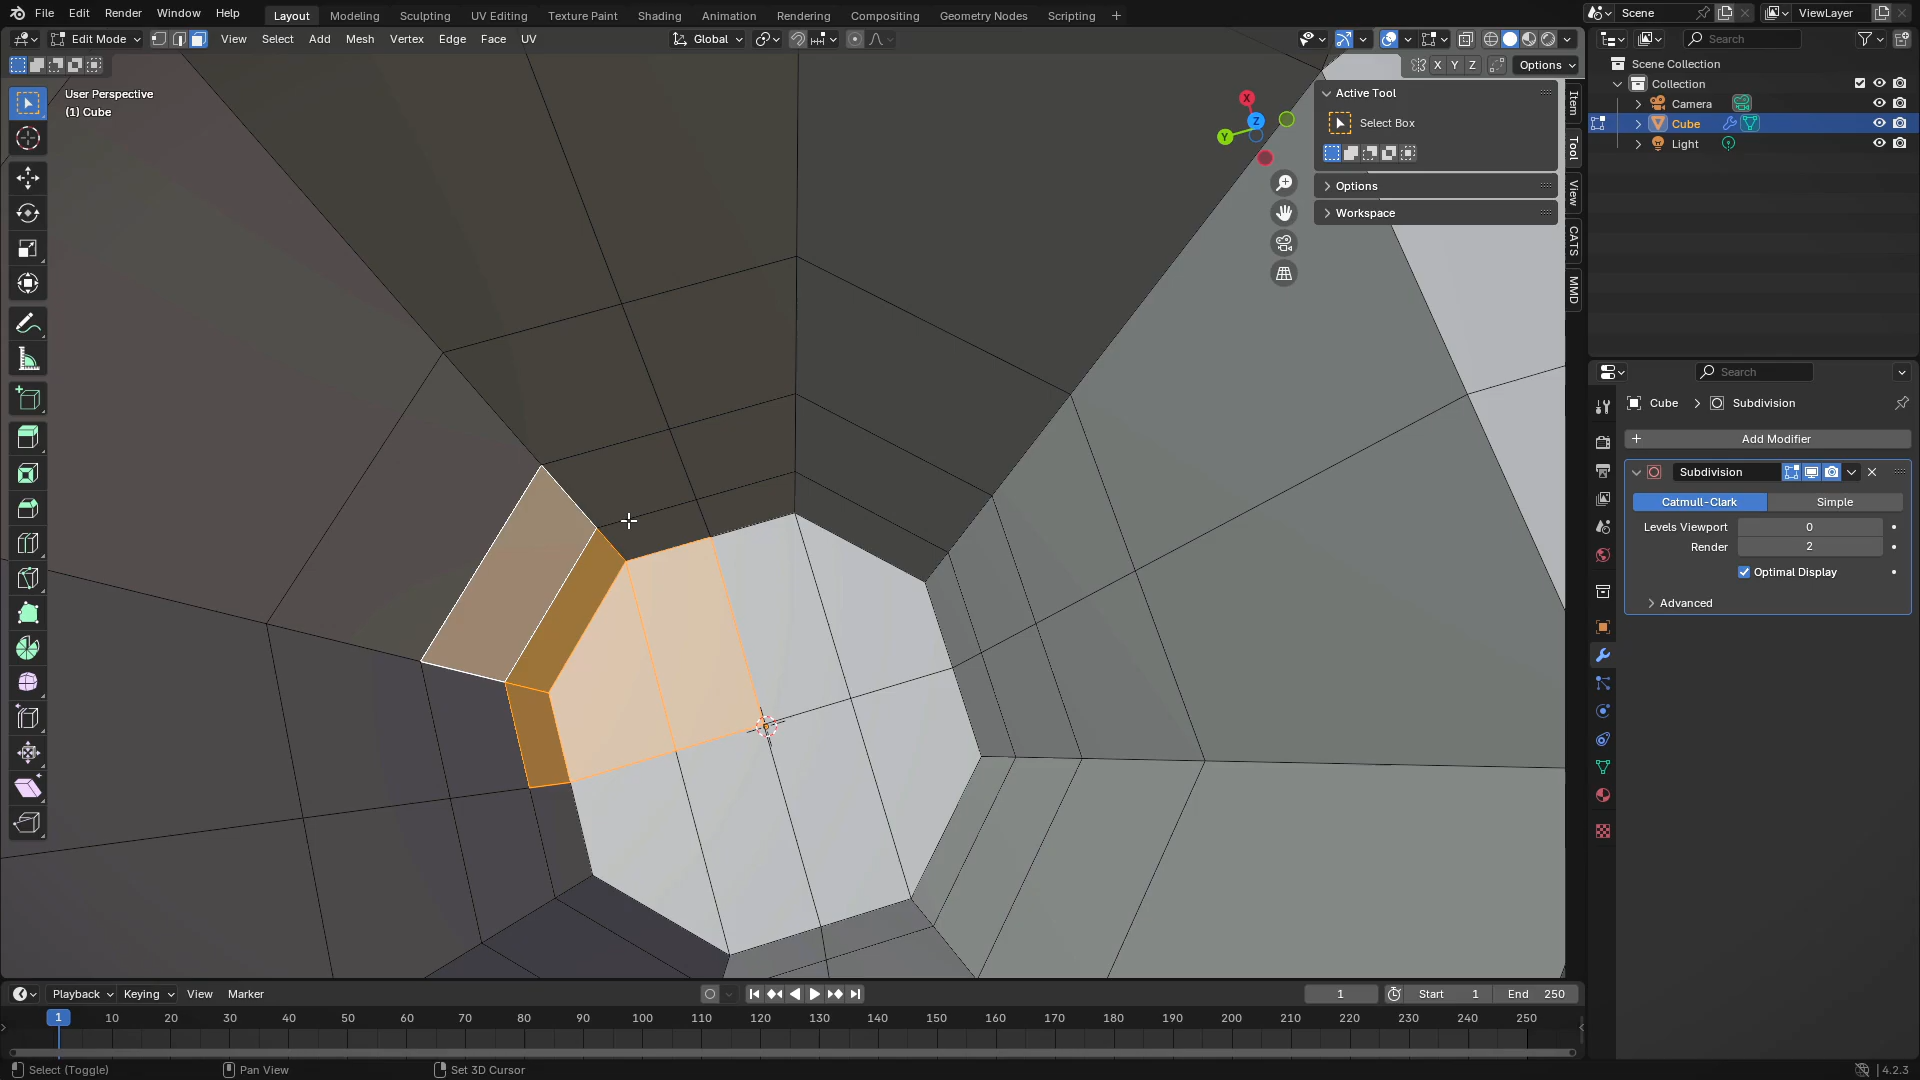 File Edit Render Window Help Layout Modeling Sculpting UV Editing Texture Paint Shading Animation Rendering Compositing Geometry Nodes Scripting + Scene ViewLayer
Edit Mode View Select Add Mesh Vertex Edge Face UV Global Search
X Y Z Options
User Perspective
(1) Cube
X
Y
Z
Active Tool
Select Box
Options
Workspace
Item
Tool
View
CATS
MMD
Scene Collection
Collection
Camera
Cube
Light
Search
Cube > Subdivision
+ Add Modifier
Subdivision
Catmull-Clark Simple
Levels Viewport 0
Render 2
Optimal Display
Advanced
Playback Keying View Marker 1 Start 1 End 250
1 10 20 30 40 50 60 70 80 90 100 110 120 130 140 150 160 170 180 190 200 210 220 230 240 250
Select (Toggle) Pan View Set 3D Cursor 4.2.3